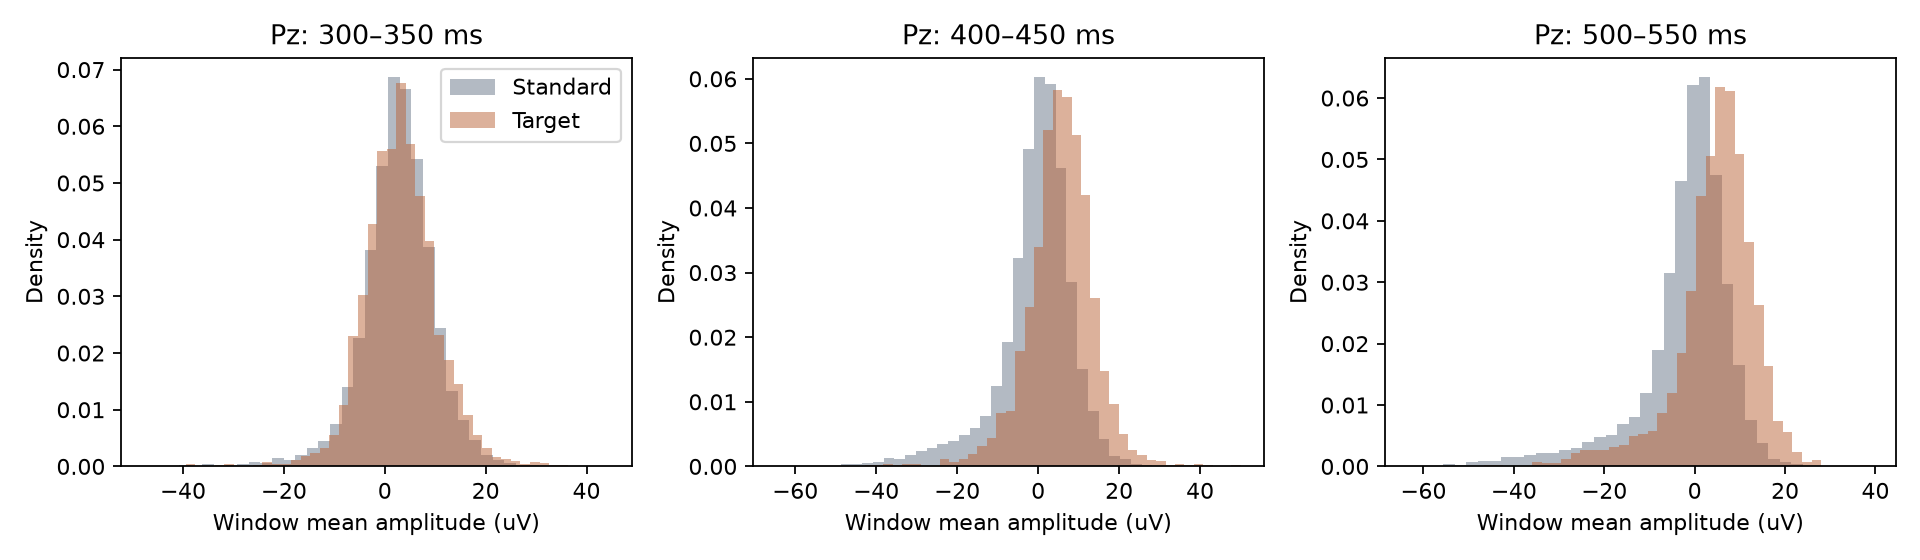 Pz: 300–350 ms
Standard
Target
0.07
0.06
0.05
0.04
0.03
0.02
0.01
0.00
Density
−40 −20 0 20 40
Window mean amplitude (uV)
Pz: 400–450 ms
0.06
0.05
0.04
0.03
0.02
0.01
0.00
Density
−60 −40 −20 0 20 40
Window mean amplitude (uV)
Pz: 500–550 ms
0.06
0.05
0.04
0.03
0.02
0.01
0.00
Density
−60 −40 −20 0 20 40
Window mean amplitude (uV)